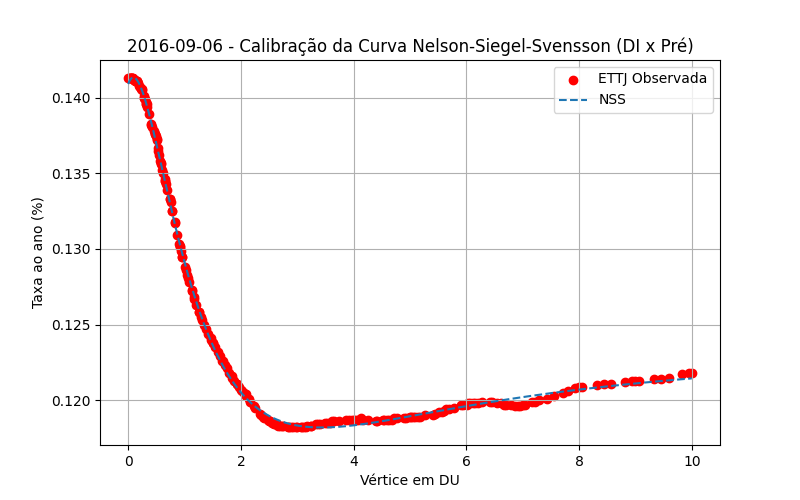 2016-09-06 - Calibração da Curva Nelson-Siegel-Svensson (DI x Pré)
ETTJ Observada
NSS
Taxa ao ano (%)
0.140
0.135
0.130
0.125
0.120
0 2 4 6 8 10
Vértice em DU